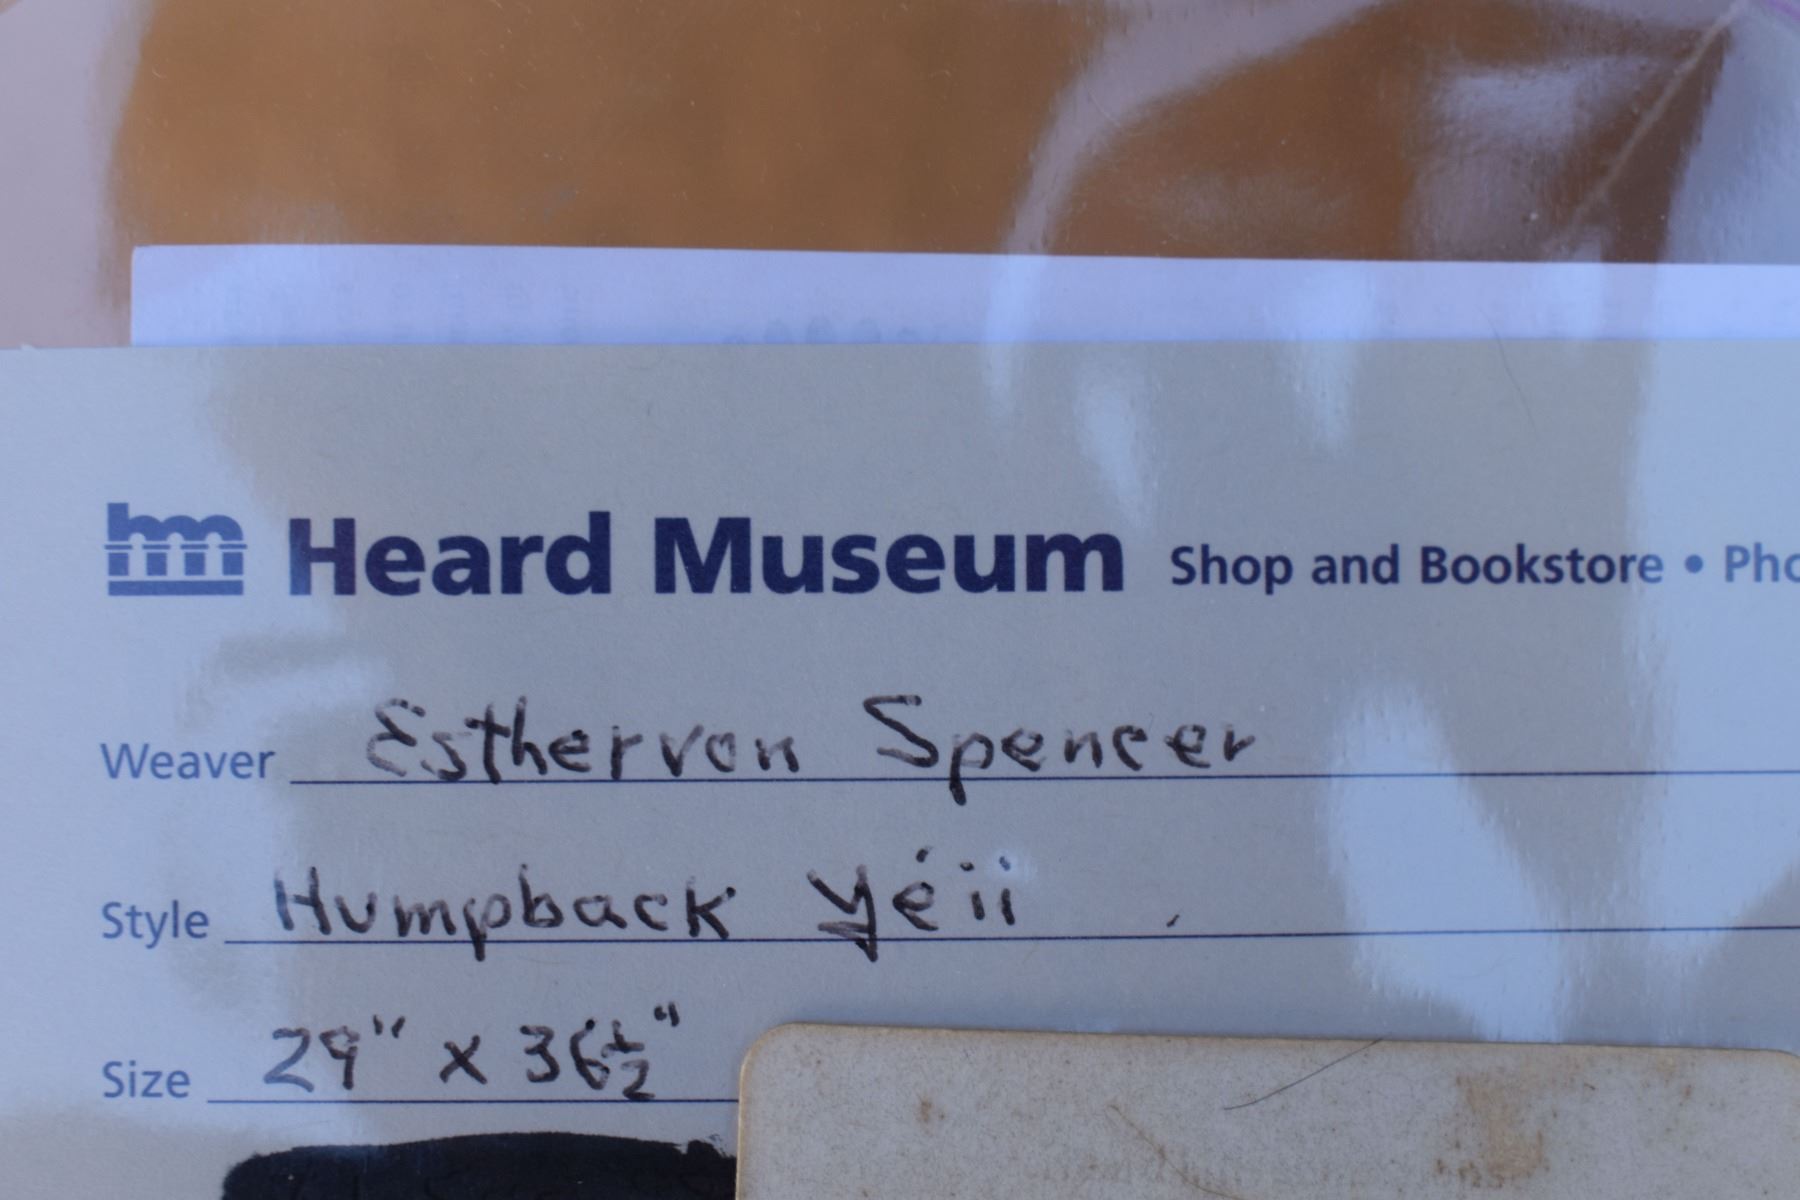 hm Heard Museum Shop and Bookstore • Pho
Weaver Esthervon Spencer
Style Humpback Yéii
Size 29" x 36½"